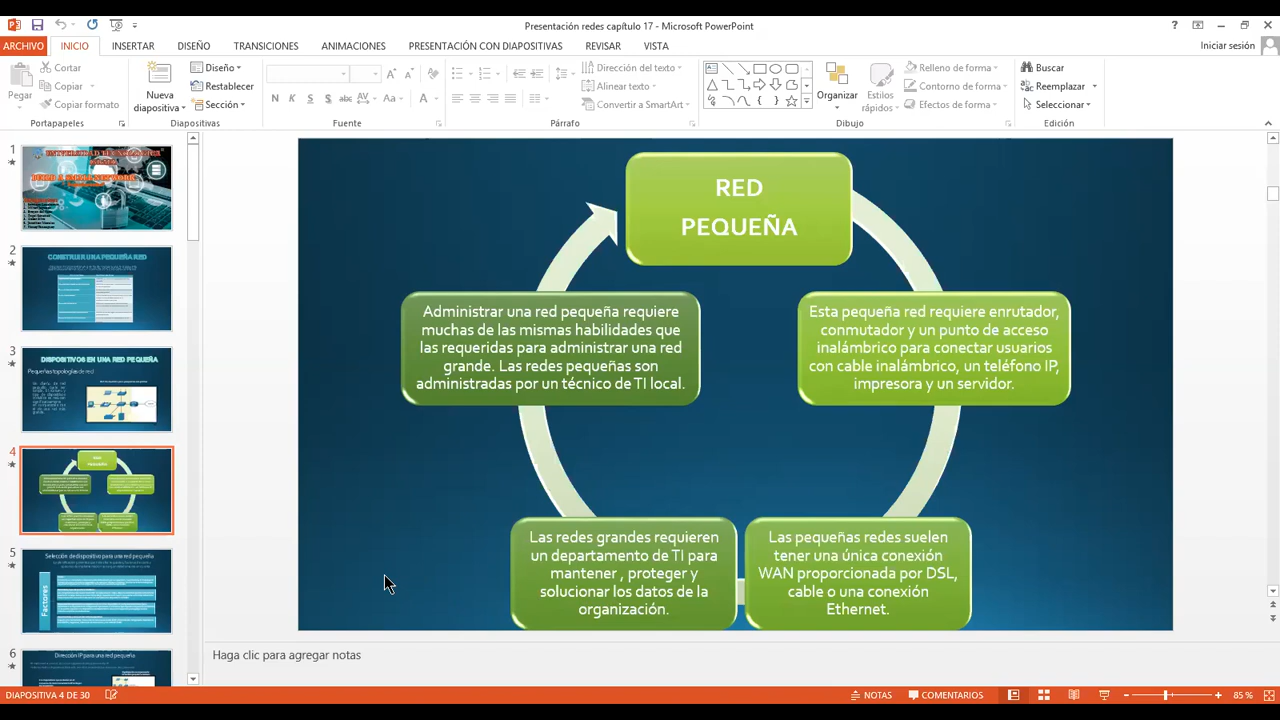 Presentación redes capítulo 17 - Microsoft PowerPoint
ARCHIVO INICIO INSERTAR DISEÑO TRANSICIONES ANIMACIONES PRESENTACIÓN CON DIAPOSITIVAS REVISAR VISTA Iniciar sesión
Pegar
Cortar
Copiar
Copiar formato
Portapapeles
Nueva
diapositiva
Diseño
Restablecer
Sección
Diapositivas
Fuente
Dirección del texto
Alinear texto
Convertir a SmartArt
Párrafo
Organizar
Estilos
rápidos
Relleno de forma
Contorno de forma
Efectos de forma
Dibujo
Buscar
Reemplazar
Seleccionar
Edición
1
2
CONSTRUIR UNA PEQUEÑA RED
3
DISPOSITIVOS EN UNA RED PEQUEÑA
Pequeñas topologías de red
4
5
Selección de dispositivo para una red pequeña
Factores
6
Dirección IP para una red pequeña
RED
PEQUEÑA
Administrar una red pequeña requiere
muchas de las mismas habilidades que
las requeridas para administrar una red
grande. Las redes pequeñas son
administradas por un técnico de TI local.
Esta pequeña red requiere enrutador,
conmutador y un punto de acceso
inalámbrico para conectar usuarios
con cable inalámbrico, un teléfono IP,
impresora y un servidor.
Las redes grandes requieren
un departamento de TI para
mantener , proteger y
solucionar los datos de la
organización.
Las pequeñas redes suelen
tener una única conexión
WAN proporcionada por DSL,
cable o una conexión
Ethernet.
Haga clic para agregar notas
DIAPOSITIVA 4 DE 30 NOTAS COMENTARIOS 85 %